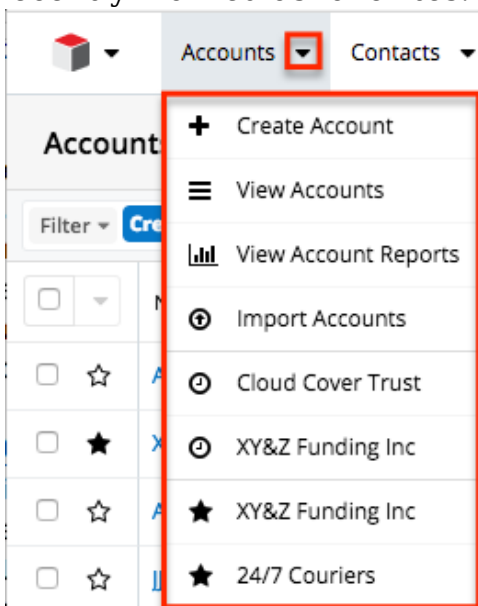 Accounts Contacts
Account
Create Account
View Accounts
Filter Cre
View Account Reports
Import Accounts
Cloud Cover Trust
XY&Z Funding Inc
XY&Z Funding Inc
24/7 Couriers